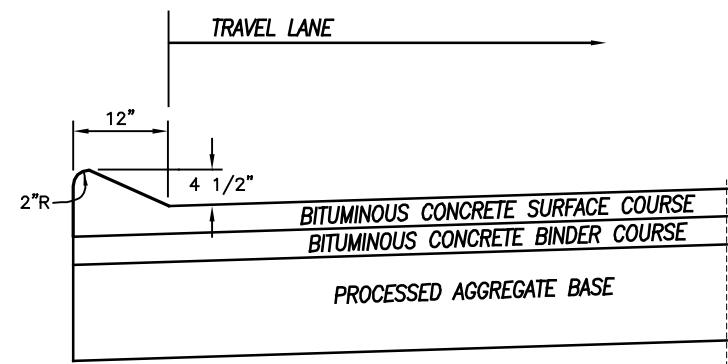 TRAVEL LANE
12"
4 1/2"
2"R
BITUMINOUS CONCRETE SURFACE COURSE
BITUMINOUS CONCRETE BINDER COURSE
PROCESSED AGGREGATE BASE